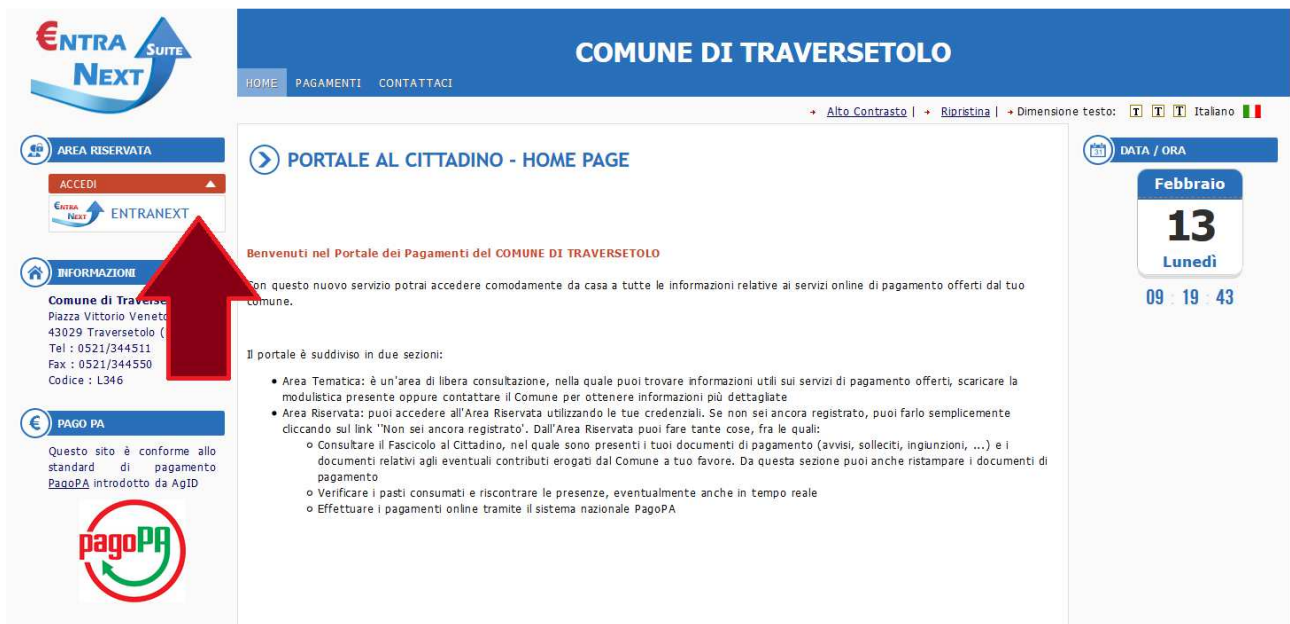 €NTRA SUITE
NEXT
COMUNE DI TRAVERSETOLO
HOME PAGAMENTI CONTATTACI
Alto Contrasto | Ripristina | Dimensione testo: T T T Italiano
AREA RISERVATA
ACCEDI
€NTRA
NEXT
ENTRANEXT
INFORMAZIONI
Comune di Traverse
Piazza Vittorio Veneto
43029 Traversetolo (
Tel : 0521/344511
Fax : 0521/344550
Codice : L346
PAGO PA
Questo sito è conforme allo
standard di pagamento
PagoPA introdotto da AgID
pagoPA
PORTALE AL CITTADINO - HOME PAGE
Benvenuti nel Portale dei Pagamenti del COMUNE DI TRAVERSETOLO
Con questo nuovo servizio potrai accedere comodamente da casa a tutte le informazioni relative ai servizi online di pagamento offerti dal tuo
comune.
Il portale è suddiviso in due sezioni:
• Area Tematica: è un'area di libera consultazione, nella quale puoi trovare informazioni utili sui servizi di pagamento offerti, scaricare la
modulistica presente oppure contattare il Comune per ottenere informazioni più dettagliate
• Area Riservata: puoi accedere all'Area Riservata utilizzando le tue credenziali. Se non sei ancora registrato, puoi farlo semplicemente
cliccando sul link ''Non sei ancora registrato'. Dall'Area Riservata puoi fare tante cose, fra le quali:
o Consultare il Fascicolo al Cittadino, nel quale sono presenti i tuoi documenti di pagamento (avvisi, solleciti, ingiunzioni, ...) e i
documenti relativi agli eventuali contributi erogati dal Comune a tuo favore. Da questa sezione puoi anche ristampare i documenti di
pagamento
o Verificare i pasti consumati e riscontrare le presenze, eventualmente anche in tempo reale
o Effettuare i pagamenti online tramite il sistema nazionale PagoPA
31
DATA / ORA
Febbraio
13
Lunedì
09 : 19 : 43